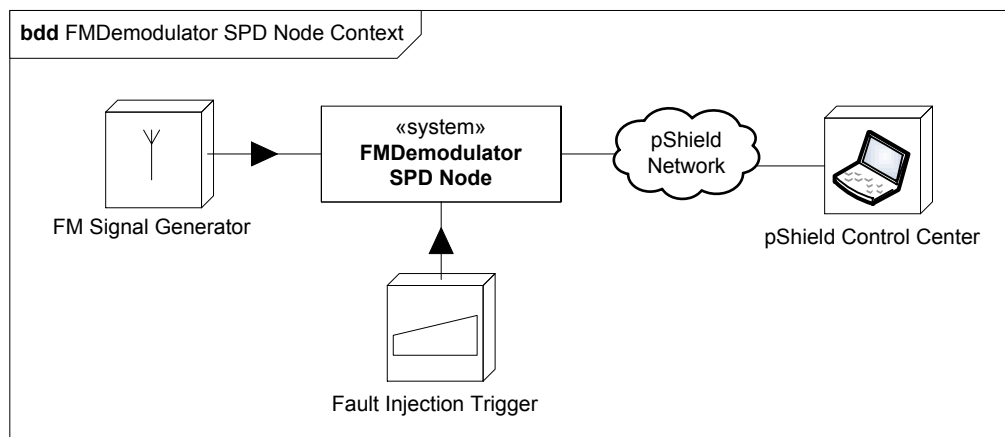 bdd FMDemodulator SPD Node Context
«system»
FMDemodulator
SPD Node
pShield
Network
FM Signal Generator
pShield Control Center
Fault Injection Trigger